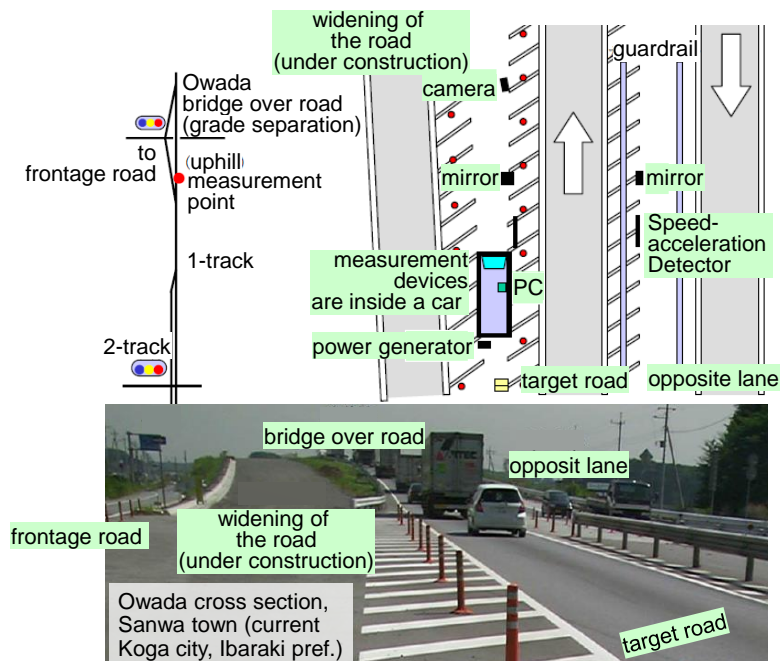 Owada
bridge over road
(grade separation)
to
frontage road
(uphill)
measurement
point
1-track
2-track
widening of
the road
(under construction)
camera
guardrail
mirror
mirror
Speed-
acceleration
Detector
measurement
devices
are inside a car
PC
power generator
target road
opposite lane
bridge over road
opposit lane
frontage road
widening of
the road
(under construction)
Owada cross section,
Sanwa town (current
Koga city, Ibaraki pref.)
target road